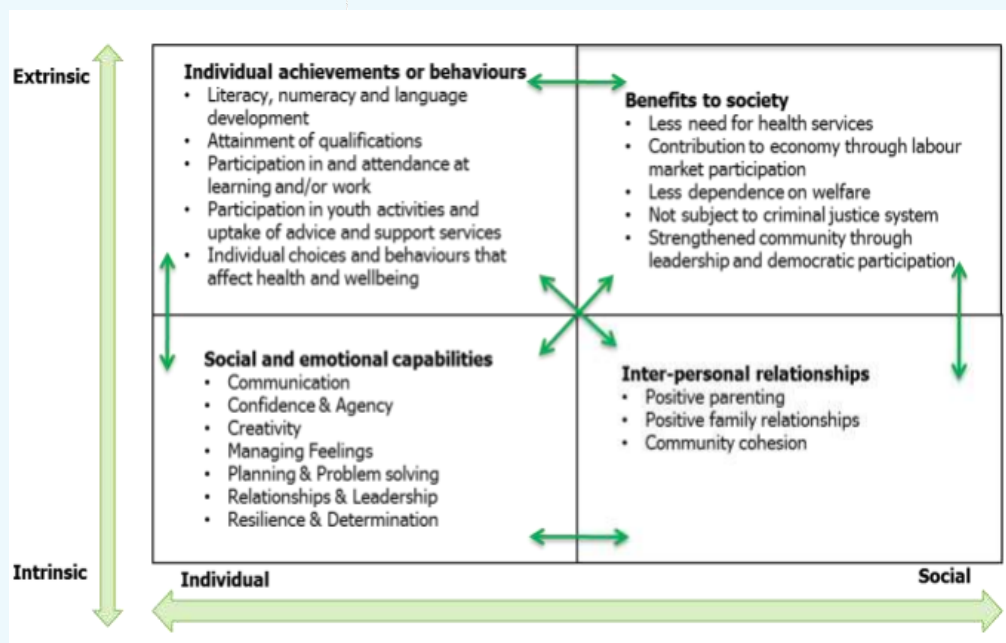 Extrinsic
Individual achievements or behaviours
• Literacy, numeracy and language
development
• Attainment of qualifications
• Participation in and attendance at
learning and/or work
• Participation in youth activities and
uptake of advice and support services
• Individual choices and behaviours that
affect health and wellbeing
Benefits to society
• Less need for health services
• Contribution to economy through labour
market participation
• Less dependence on welfare
• Not subject to criminal justice system
• Strengthened community through
leadership and democratic participation
Social and emotional capabilities
• Communication
• Confidence & Agency
• Creativity
• Managing Feelings
• Planning & Problem solving
• Relationships & Leadership
• Resilience & Determination
Inter-personal relationships
• Positive parenting
• Positive family relationships
• Community cohesion
Intrinsic
Individual
Social